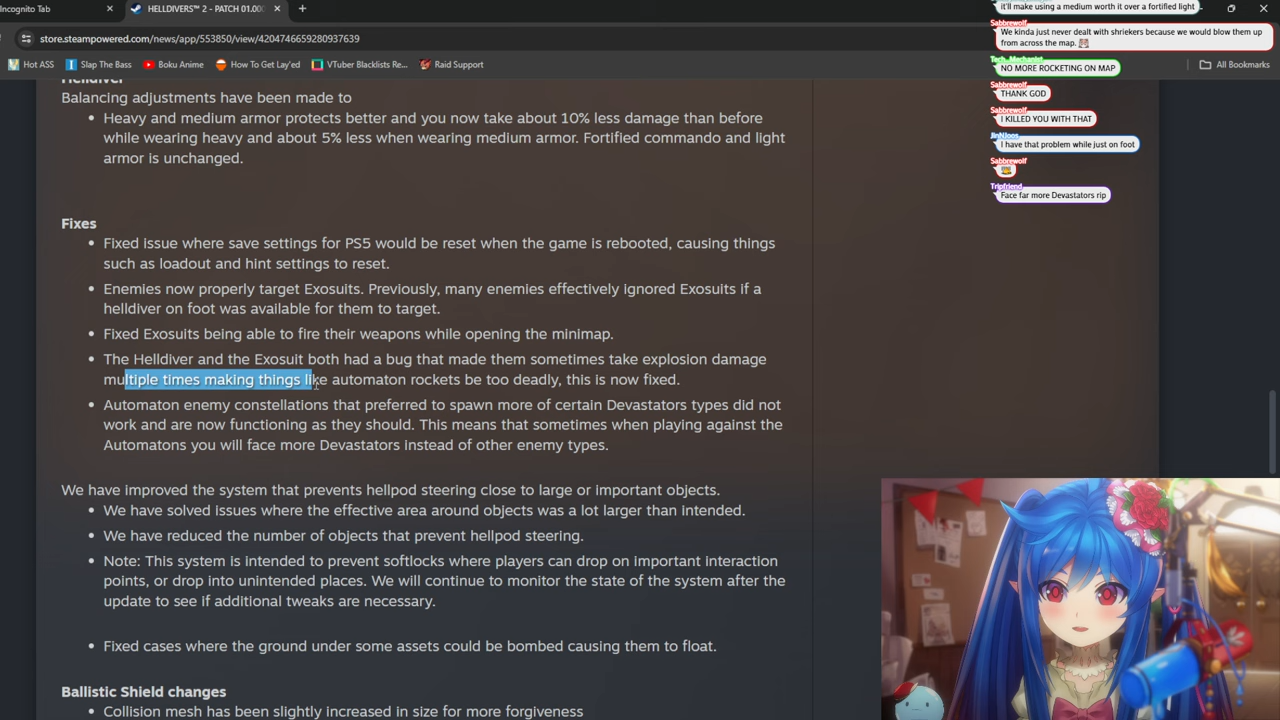 Incognito Tab
HELLDIVERS™ 2 - PATCH 01.00
store.steampowered.com/news/app/553850/view/4204746959280937639
Hot ASS
Slap The Bass
Boku Anime
How To Get Lay'ed
VTuber Blacklists Re...
Raid Support
All Bookmarks
Helldiver
Balancing adjustments have been made to
Heavy and medium armor protects better and you now take about 10% less damage than before
while wearing heavy and about 5% less when wearing medium armor. Fortified commando and light
armor is unchanged.
Fixes
Fixed issue where save settings for PS5 would be reset when the game is rebooted, causing things
such as loadout and hint settings to reset.
Enemies now properly target Exosuits. Previously, many enemies effectively ignored Exosuits if a
helldiver on foot was available for them to target.
Fixed Exosuits being able to fire their weapons while opening the minimap.
The Helldiver and the Exosuit both had a bug that made them sometimes take explosion damage
multiple times making things like automaton rockets be too deadly, this is now fixed.
Automaton enemy constellations that preferred to spawn more of certain Devastators types did not
work and are now functioning as they should. This means that sometimes when playing against the
Automatons you will face more Devastators instead of other enemy types.
We have improved the system that prevents hellpod steering close to large or important objects.
We have solved issues where the effective area around objects was a lot larger than intended.
We have reduced the number of objects that prevent hellpod steering.
Note: This system is intended to prevent softlocks where players can drop on important interaction
points, or drop into unintended places. We will continue to monitor the state of the system after the
update to see if additional tweaks are necessary.
Fixed cases where the ground under some assets could be bombed causing them to float.
Ballistic Shield changes
Collision mesh has been slightly increased in size for more forgiveness
it'll make using a medium worth it over a fortified light
Sabbrewolf
We kinda just never dealt with shriekers because we would blow them up
from across the map.
NO MORE ROCKETING ON MAP
Sabbrewolf
THANK GOD
Sabbrewolf
I KILLED YOU WITH THAT
JinNJoos
I have that problem while just on foot
Sabbrewolf
Tripfriend
Face far more Devastators rip